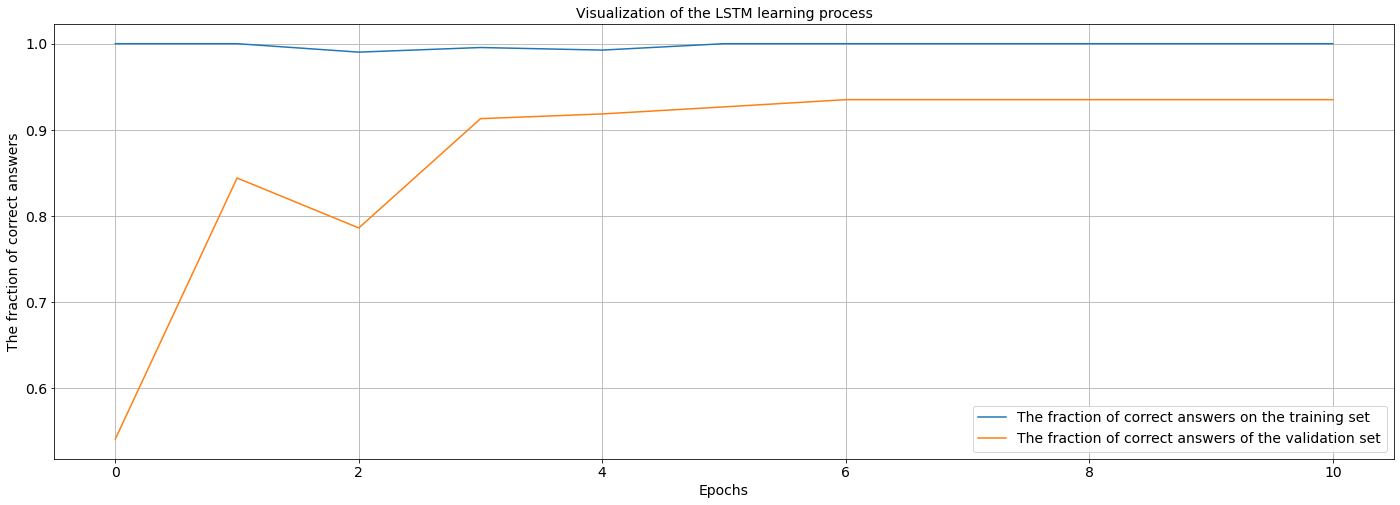 Visualization of the LSTM learning process
The fraction of correct answers
1.0
0.9
0.8
0.7
0.6
The fraction of correct answers on the training set
The fraction of correct answers of the validation set
0 2 4 6 8 10
Epochs